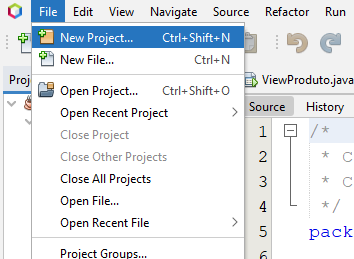 File Edit View Navigate Source Refactor Run
New Project... Ctrl+Shift+N
New File... Ctrl+N
Open Project... Ctrl+Shift+O
Open Recent Project
Close Project
Close Other Projects
Close All Projects
Open File...
Open Recent File
Project Groups...
Proj
ViewProduto.java
Source History
1 /*
2 * C
3 * C
4 */
5 pack
6